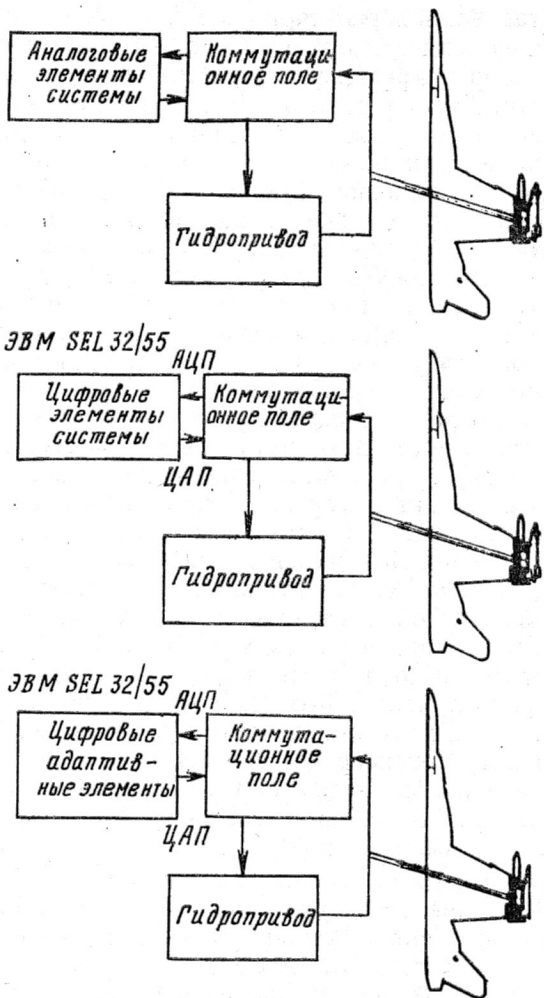 Аналоговые
элементы
системы
Коммутаци-
онное поле
Гидропривод
ЭВМ SEL 32/55
АЦП
Цифровые
элементы
системы
Коммутаци-
онное поле
ЦАП
Гидропривод
ЭВМ SEL 32/55
АЦП
Цифровые
адаптив-
ные элементы
Коммута-
ционное
поле
ЦАП
Гидропривод